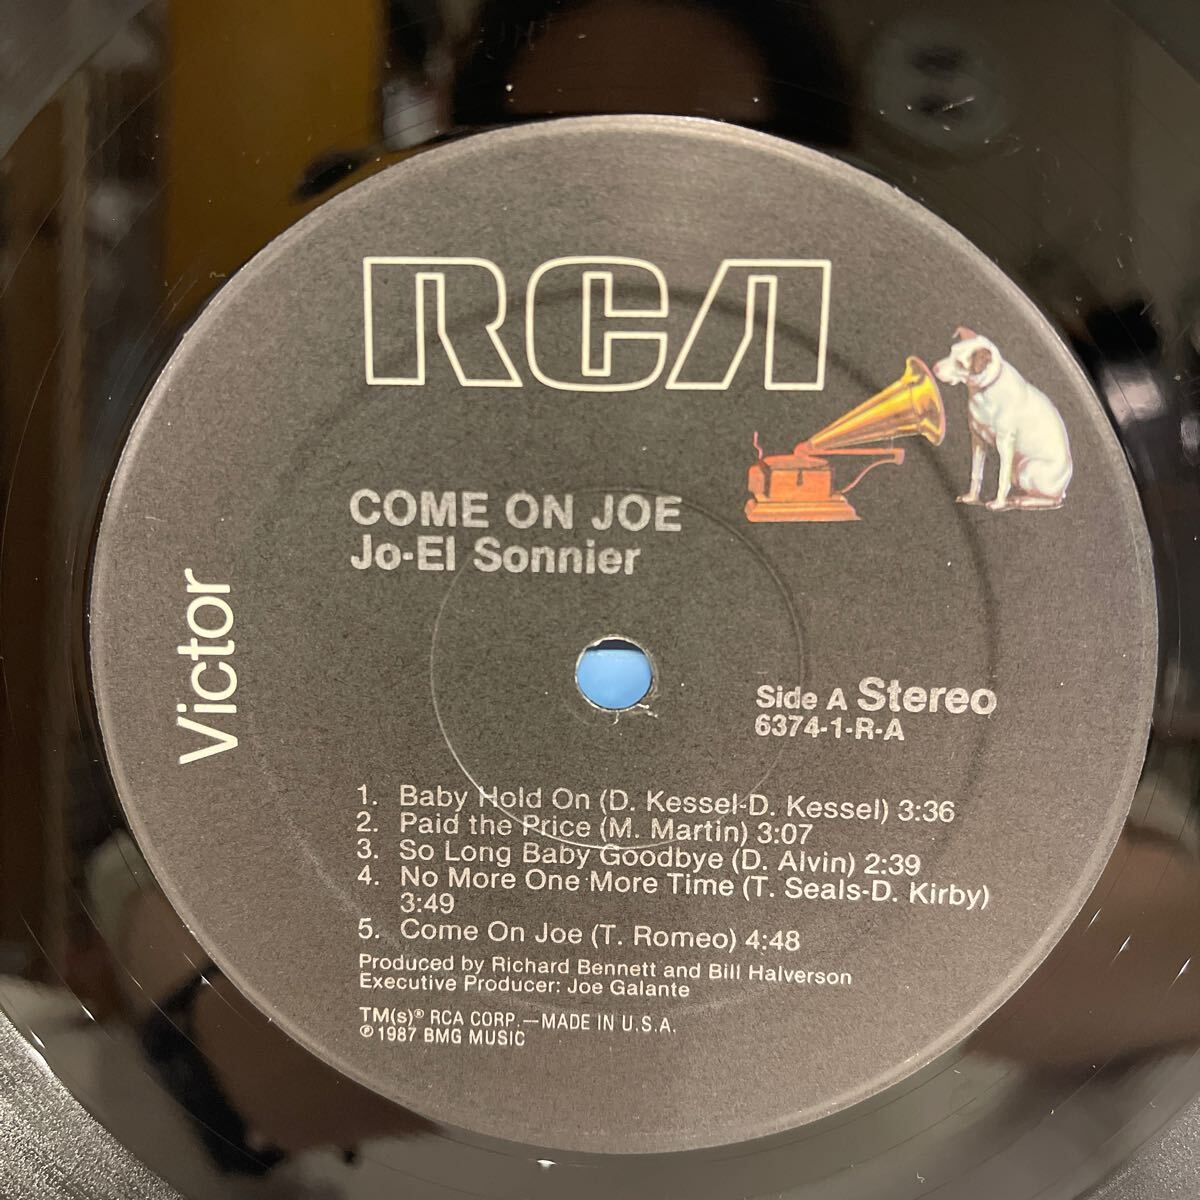 RCA
COME ON JOE
Jo-El Sonnier
Victor
Side A Stereo
6374-1-R-A
1. Baby Hold On (D. Kessel-D. Kessel) 3:36
2. Paid the Price (M. Martin) 3:07
3. So Long Baby Goodbye (D. Alvin) 2:39
4. No More One More Time (T. Seals-D. Kirby)
3:49
5. Come On Joe (T. Romeo) 4:48
Produced by Richard Bennett and Bill Halverson
Executive Producer: Joe Galante
TM(s)® RCA CORP.—MADE IN U.S.A.
℗1987 BMG MUSIC